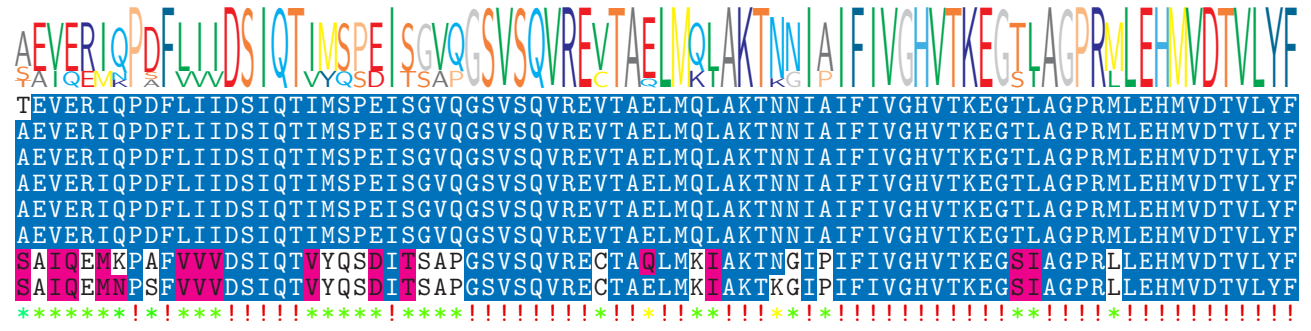 AEVERIQPDFLIIDSIQTIMSPEISGVQGSVSQVREVTAELMQLAKTNNIAIFIVGHVTKEGTLAGPRMLEHMVDTVLYF
TEVERIQPDFLIIDSIQTIMSPEISGVQGSVSQVREVTAELMQLAKTNNIAIFIVGHVTKEGTLAGPRMLEHMVDTVLYF
AEVERIQPDFLIIDSIQTIMSPEISGVQGSVSQVREVTAELMQLAKTNNIAIFIVGHVTKEGTLAGPRMLEHMVDTVLYF
AEVERIQPDFLIIDSIQTIMSPEISGVQGSVSQVREVTAELMQLAKTNNIAIFIVGHVTKEGTLAGPRMLEHMVDTVLYF
AEVERIQPDFLIIDSIQTIMSPEISGVQGSVSQVREVTAELMQLAKTNNIAIFIVGHVTKEGTLAGPRMLEHMVDTVLYF
AEVERIQPDFLIIDSIQTIMSPEISGVQGSVSQVREVTAELMQLAKTNNIAIFIVGHVTKEGTLAGPRMLEHMVDTVLYF
AEVERIQPDFLIIDSIQTIMSPEISGVQGSVSQVREVTAELMQLAKTNNIAIFIVGHVTKEGTLAGPRMLEHMVDTVLYF
SAIQEMKPAFVVVDSIQTVYQSDITSAPGSVSQVRECTAQLMKIAKTNGIPIFIVGHVTKEGSIAGPRLLEHMVDTVLYF
SAIQEMNPSFVVVDSIQTVYQSDITSAPGSVSQVRECTAELMKIAKTKGIPIFIVGHVTKEGSIAGPRLLEHMVDTVLYF
*******!*!***!!!!!*****!****!!!!!!!!*!!*!!**!!!**!*!!!!!!!!!!!**!!!!*!!!!!!!!!!!